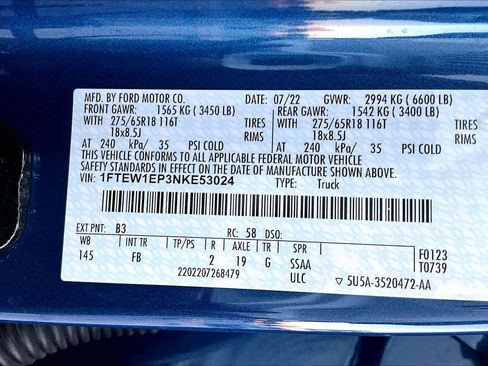 MFD. BY FORD MOTOR CO. DATE: 07/22 GVWR: 2994 KG ( 6600 LB)
FRONT GAWR: 1565 KG ( 3450 LB) REAR GAWR: 1542 KG ( 3400 LB)
275/65R18 116T TIRES 275/65R18 116T TIRES
18x8.5J RIMS 18x8.5J RIMS
AT 240 kPa/ 35 PSI COLD AT 240 kPa/ 35 PSI COLD
THIS VEHICLE CONFORMS TO ALL APPLICABLE FEDERAL MOTOR VEHICLE
SAFETY STANDARDS IN EFFECT ON THE DATE OF MANUFACTURE SHOWN ABOVE.
VIN: 1FTEW1EP3NKE53024 TYPE: Truck
EXT PNT: B3 RC: 58 DSO:
WB INT TR TP/PS R AXLE TR SPR
145 FB 2 19 G SSAA
ULC
F0123
T0739
2202207268479
5U5A-3520472-AA